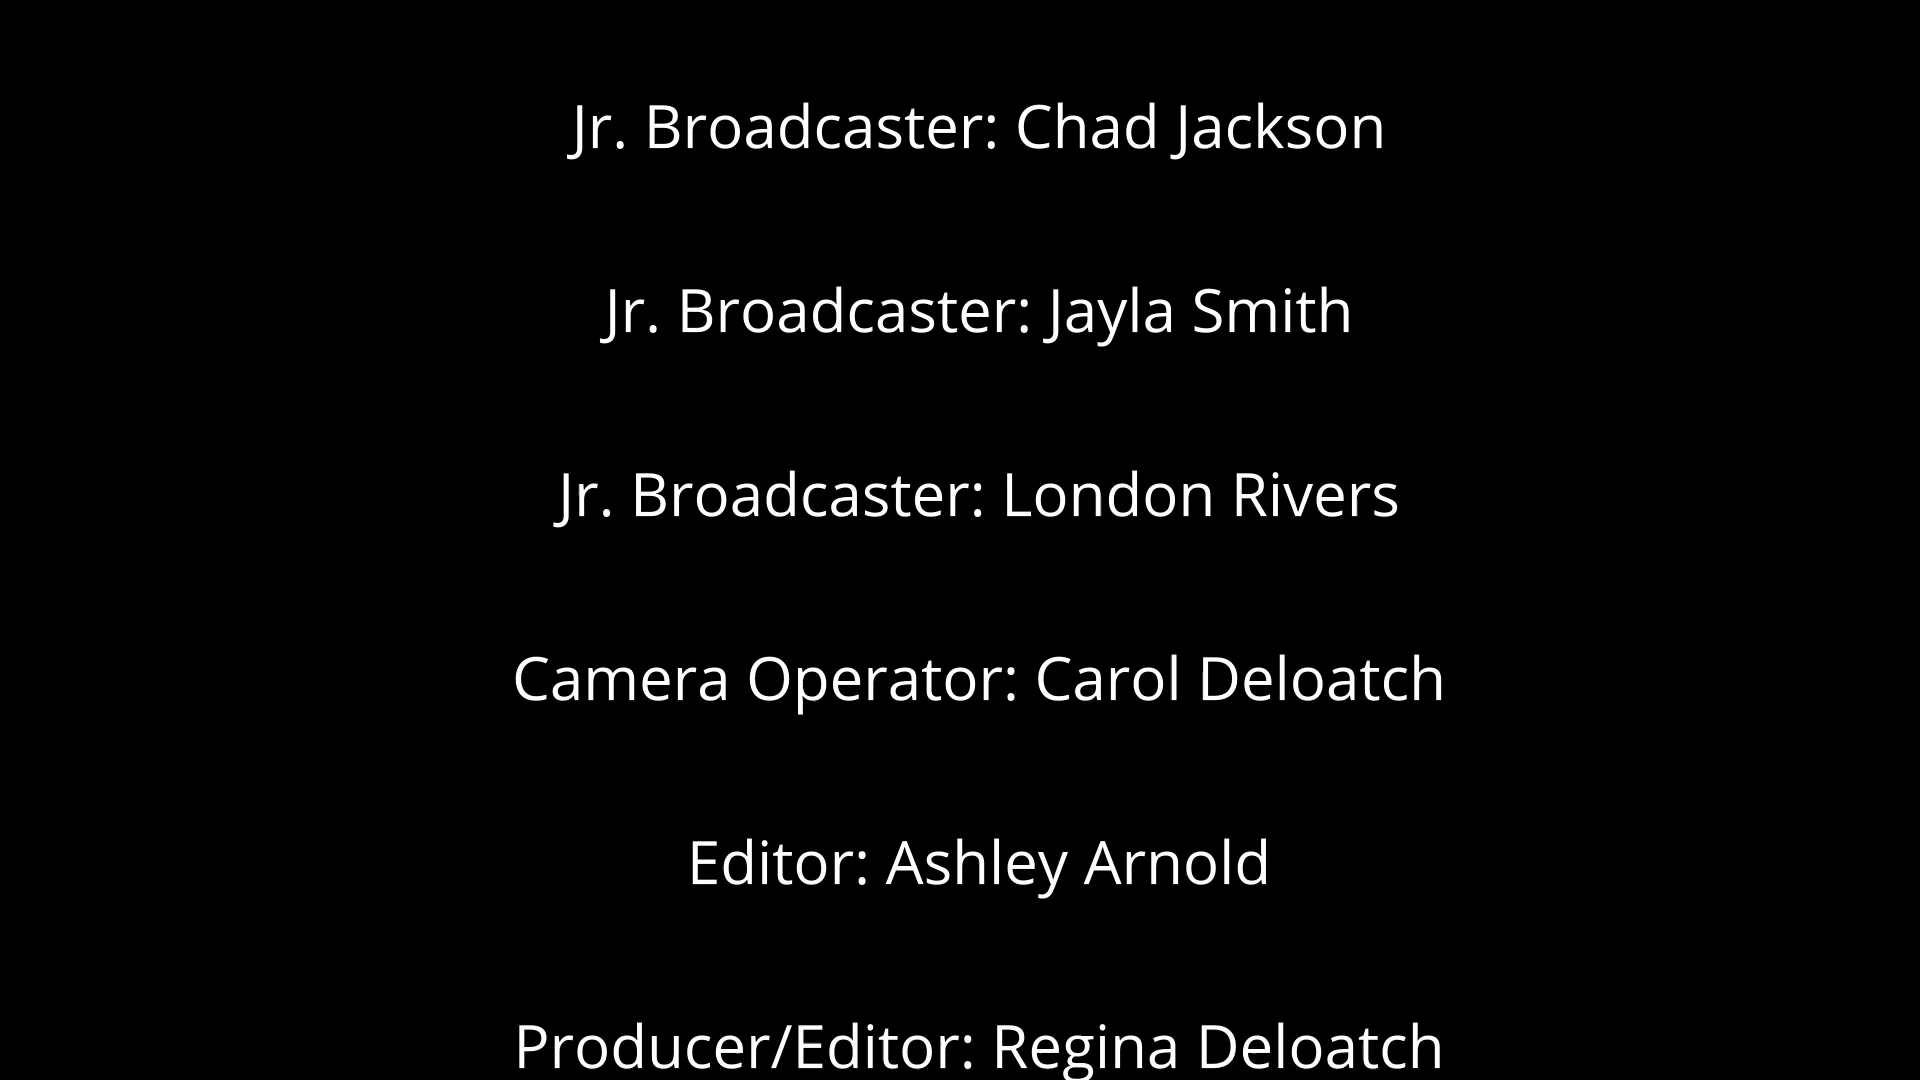 Jr. Broadcaster: Chad Jackson
Jr. Broadcaster: Jayla Smith
Jr. Broadcaster: London Rivers
Camera Operator: Carol Deloatch
Editor: Ashley Arnold
Producer/Editor: Regina Deloatch